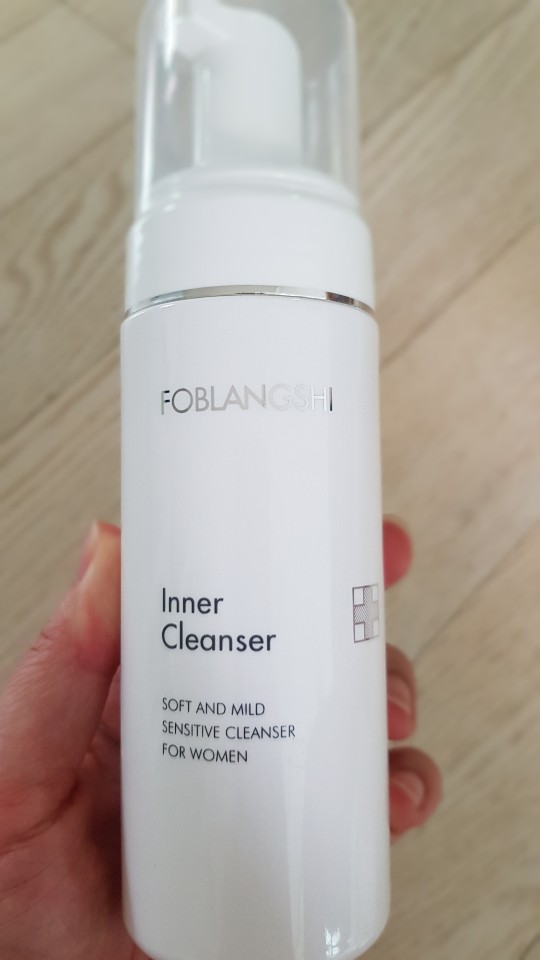 FOBLANGSHI
Inner
Cleanser
SOFT AND MILD
SENSITIVE CLEANSER
FOR WOMEN